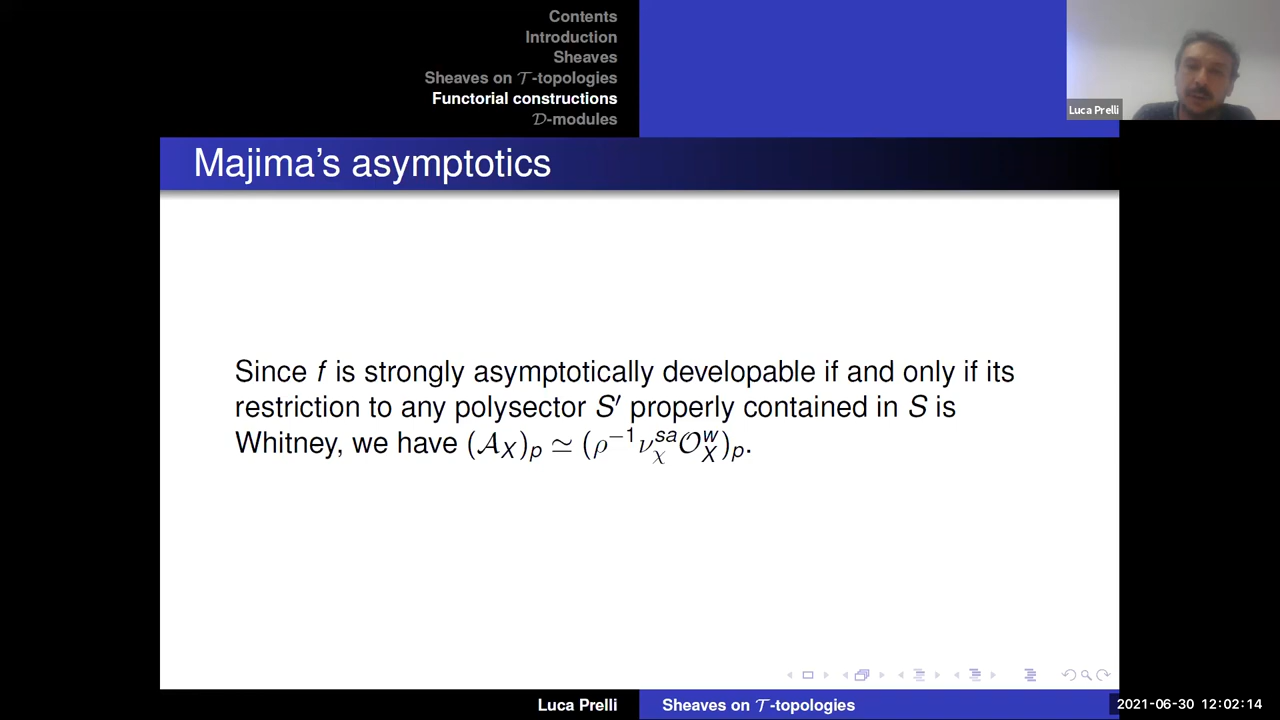 Contents
Introduction
Sheaves
Sheaves on 𝒯-topologies
Functorial constructions
𝒟-modules
Luca Prelli
Majima's asymptotics
Since f is strongly asymptotically developable if and only if its
restriction to any polysector S′ properly contained in S is
Whitney, we have (𝒜_X)_p ≃ (ρ^{−1}ν_χ^{sa}𝒪_X^w)_p.
Luca Prelli
Sheaves on 𝒯-topologies
2021-06-30 12:02:14